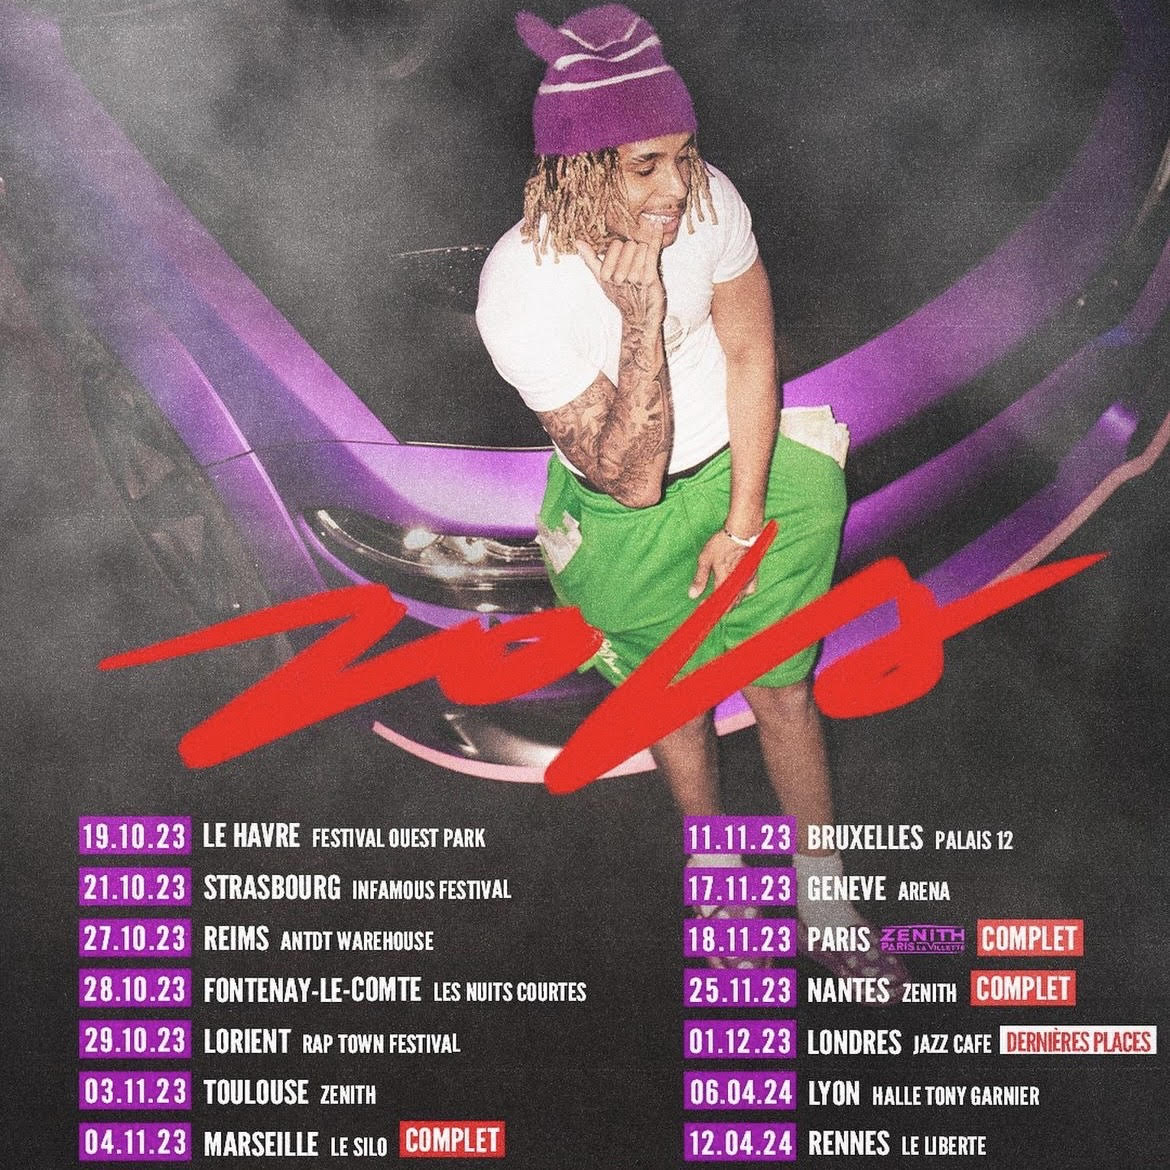 zola
19.10.23 LE HAVRE FESTIVAL OUEST PARK
21.10.23 STRASBOURG INFAMOUS FESTIVAL
27.10.23 REIMS ANTDT WAREHOUSE
28.10.23 FONTENAY-LE-COMTE LES NUITS COURTES
29.10.23 LORIENT RAP TOWN FESTIVAL
03.11.23 TOULOUSE ZENITH
04.11.23 MARSEILLE LE SILO COMPLET
11.11.23 BRUXELLES PALAIS 12
17.11.23 GENEVE ARENA
18.11.23 PARIS ZENITH PARIS LA VILLETTE COMPLET
25.11.23 NANTES ZENITH COMPLET
01.12.23 LONDRES JAZZ CAFE DERNIÈRES PLACES
06.04.24 LYON HALLE TONY GARNIER
12.04.24 RENNES LE LIBERTE